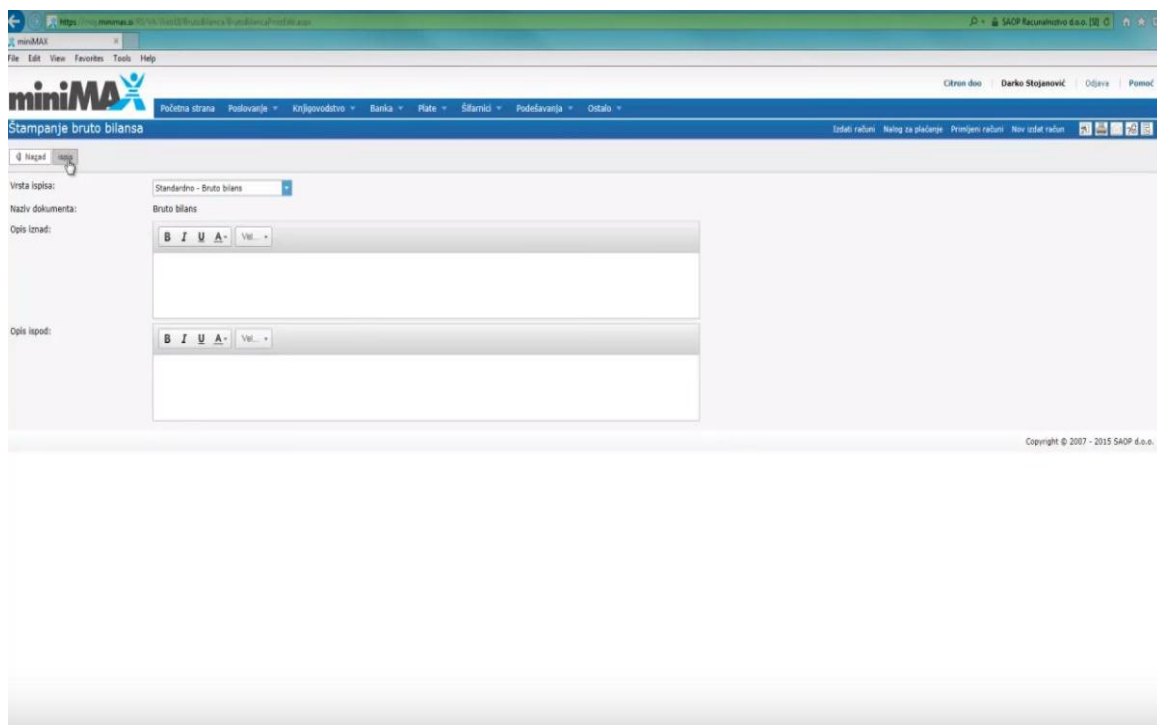 SAOP Racunalnistvo d.o.o. [SI]
miniMAX
File Edit View Favorites Tools Help
miniMAX
Citron doo Darko Stojanović Odjava Pomoć
Početna strana Poslovanje Knjigovodstvo Banka Plate Šifarnici Podešavanja Ostalo
Štampanje bruto bilansa
Izdati računi Nalog za plaćanje Primljeni računi Nov izdat račun
Nazad Ispis
Vrsta ispisa: Standardno - Bruto bilans
Naziv dokumenta: Bruto bilans
Opis iznad:
B I U A Vel...
Opis ispod:
B I U A Vel...
Copyright © 2007 - 2015 SAOP d.o.o.